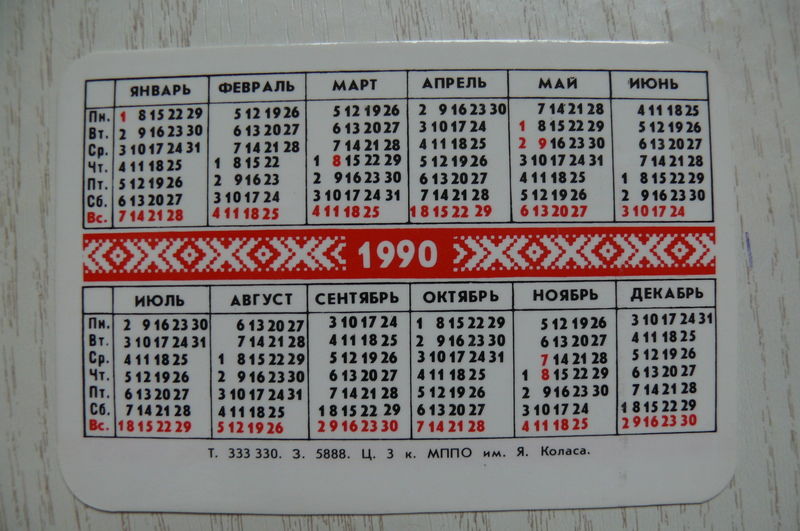 ЯНВАРЬ ФЕВРАЛЬ МАРТ АПРЕЛЬ МАЙ ИЮНЬ
Пн. 1 8 15 22 29 5 12 19 26 5 12 19 26 2 9 16 23 30 7 14 21 28 4 11 18 25
Вт. 2 9 16 23 30 6 13 20 27 6 13 20 27 3 10 17 24 1 8 15 22 29 5 12 19 26
Ср. 3 10 17 24 31 7 14 21 28 7 14 21 28 4 11 18 25 2 9 16 23 30 6 13 20 27
Чт. 4 11 18 25 1 8 15 22 1 8 15 22 29 5 12 19 26 3 10 17 24 31 7 14 21 28
Пт. 5 12 19 26 2 9 16 23 2 9 16 23 30 6 13 20 27 4 11 18 25 1 8 15 22 29
Сб. 6 13 20 27 3 10 17 24 3 10 17 24 31 7 14 21 28 5 12 19 26 2 9 16 23 30
Вс. 7 14 21 28 4 11 18 25 4 11 18 25 1 8 15 22 29 6 13 20 27 3 10 17 24
1990
ИЮЛЬ АВГУСТ СЕНТЯБРЬ ОКТЯБРЬ НОЯБРЬ ДЕКАБРЬ
Пн. 2 9 16 23 30 6 13 20 27 3 10 17 24 1 8 15 22 29 5 12 19 26 3 10 17 24 31
Вт. 3 10 17 24 31 7 14 21 28 4 11 18 25 2 9 16 23 30 6 13 20 27 4 11 18 25
Ср. 4 11 18 25 1 8 15 22 29 5 12 19 26 3 10 17 24 31 7 14 21 28 5 12 19 26
Чт. 5 12 19 26 2 9 16 23 30 6 13 20 27 4 11 18 25 1 8 15 22 29 6 13 20 27
Пт. 6 13 20 27 3 10 17 24 31 7 14 21 28 5 12 19 26 2 9 16 23 30 7 14 21 28
Сб. 7 14 21 28 4 11 18 25 1 8 15 22 29 6 13 20 27 3 10 17 24 1 8 15 22 29
Вс. 1 8 15 22 29 5 12 19 26 2 9 16 23 30 7 14 21 28 4 11 18 25 2 9 16 23 30
Т. 333 330. З. 5888. Ц. 3 к. МППО им. Я. Коласа.